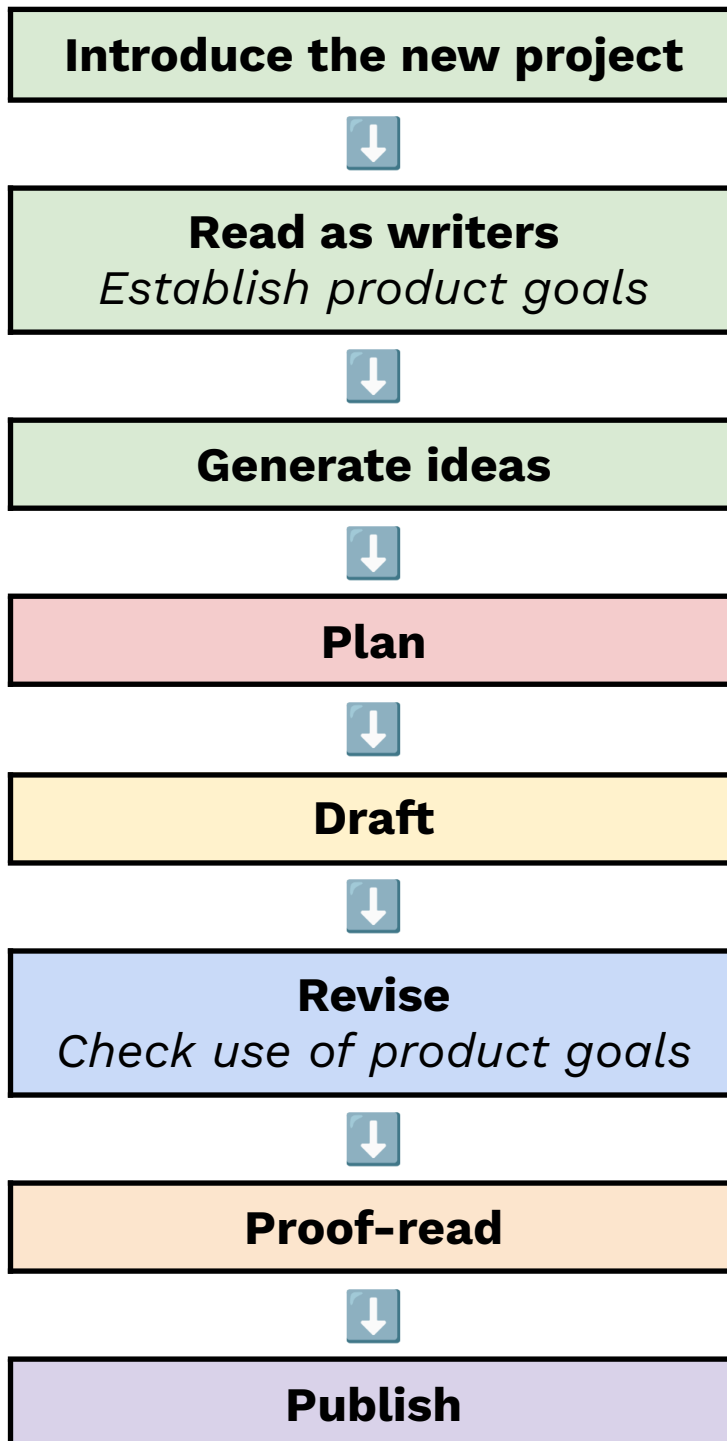 Introduce the new project
Read as writers
Establish product goals
Generate ideas
Plan
Draft
Revise
Check use of product goals
Proof-read
Publish